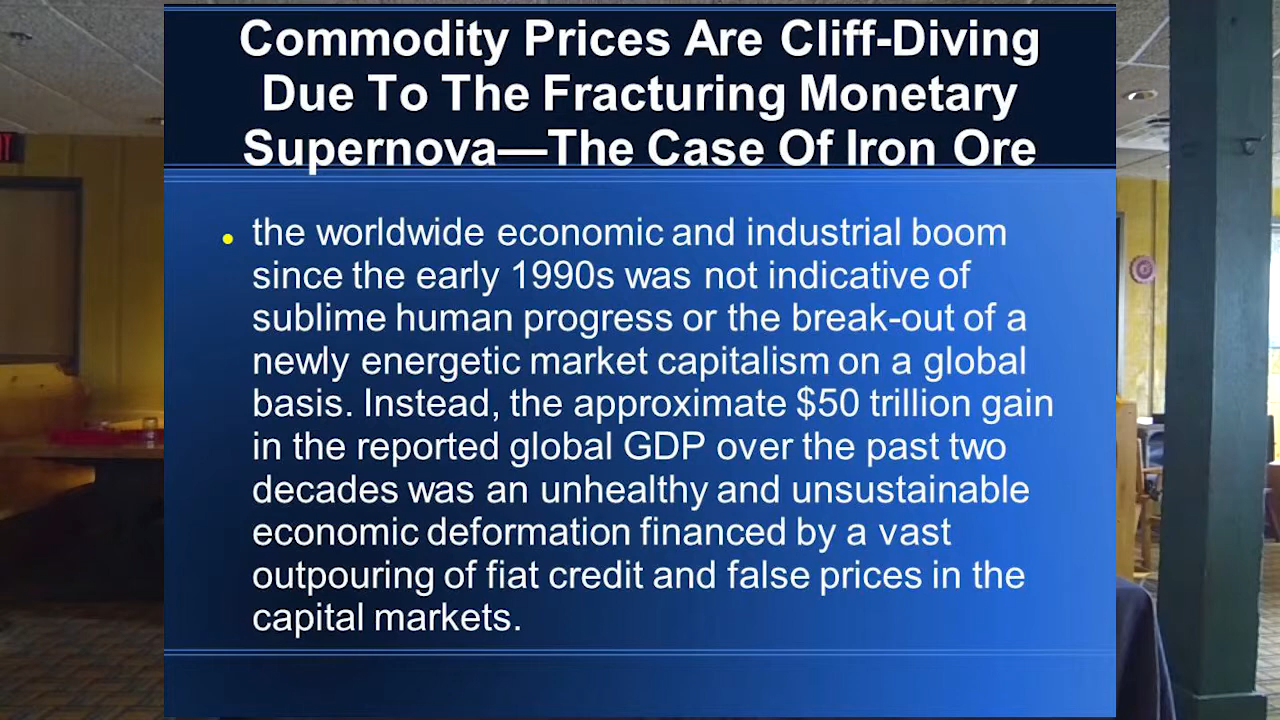 Commodity Prices Are Cliff-Diving
Due To The Fracturing Monetary
Supernova—The Case Of Iron Ore
the worldwide economic and industrial boom
since the early 1990s was not indicative of
sublime human progress or the break-out of a
newly energetic market capitalism on a global
basis. Instead, the approximate $50 trillion gain
in the reported global GDP over the past two
decades was an unhealthy and unsustainable
economic deformation financed by a vast
outpouring of fiat credit and false prices in the
capital markets.